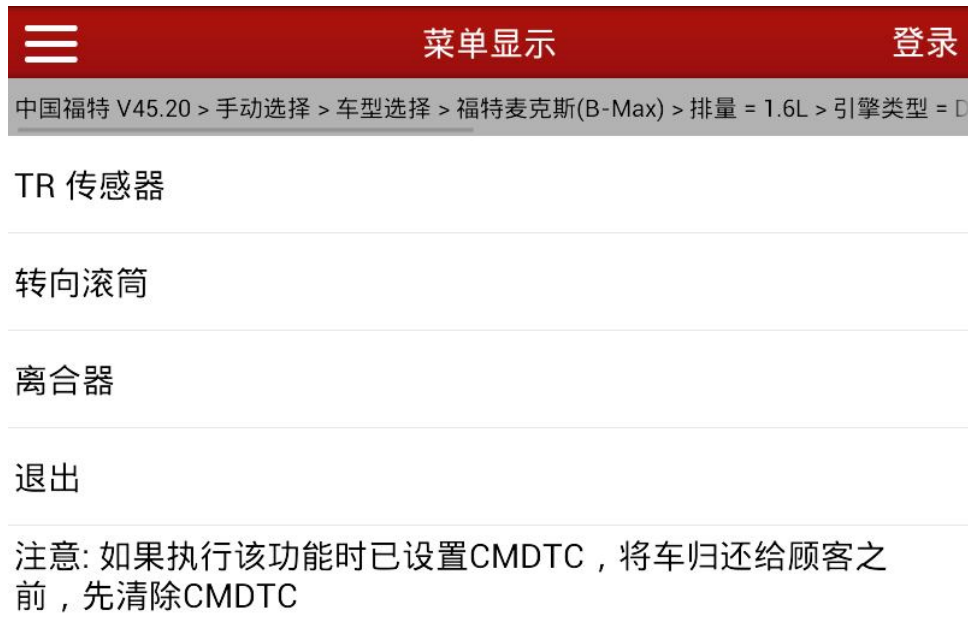 菜单显示
登录
中国福特 V45.20 > 手动选择 > 车型选择 > 福特麦克斯(B-Max) > 排量 = 1.6L > 引擎类型 =
TR 传感器
转向滚筒
离合器
退出
注意: 如果执行该功能时已设置CMDTC，将车归还给顾客之
前，先清除CMDTC